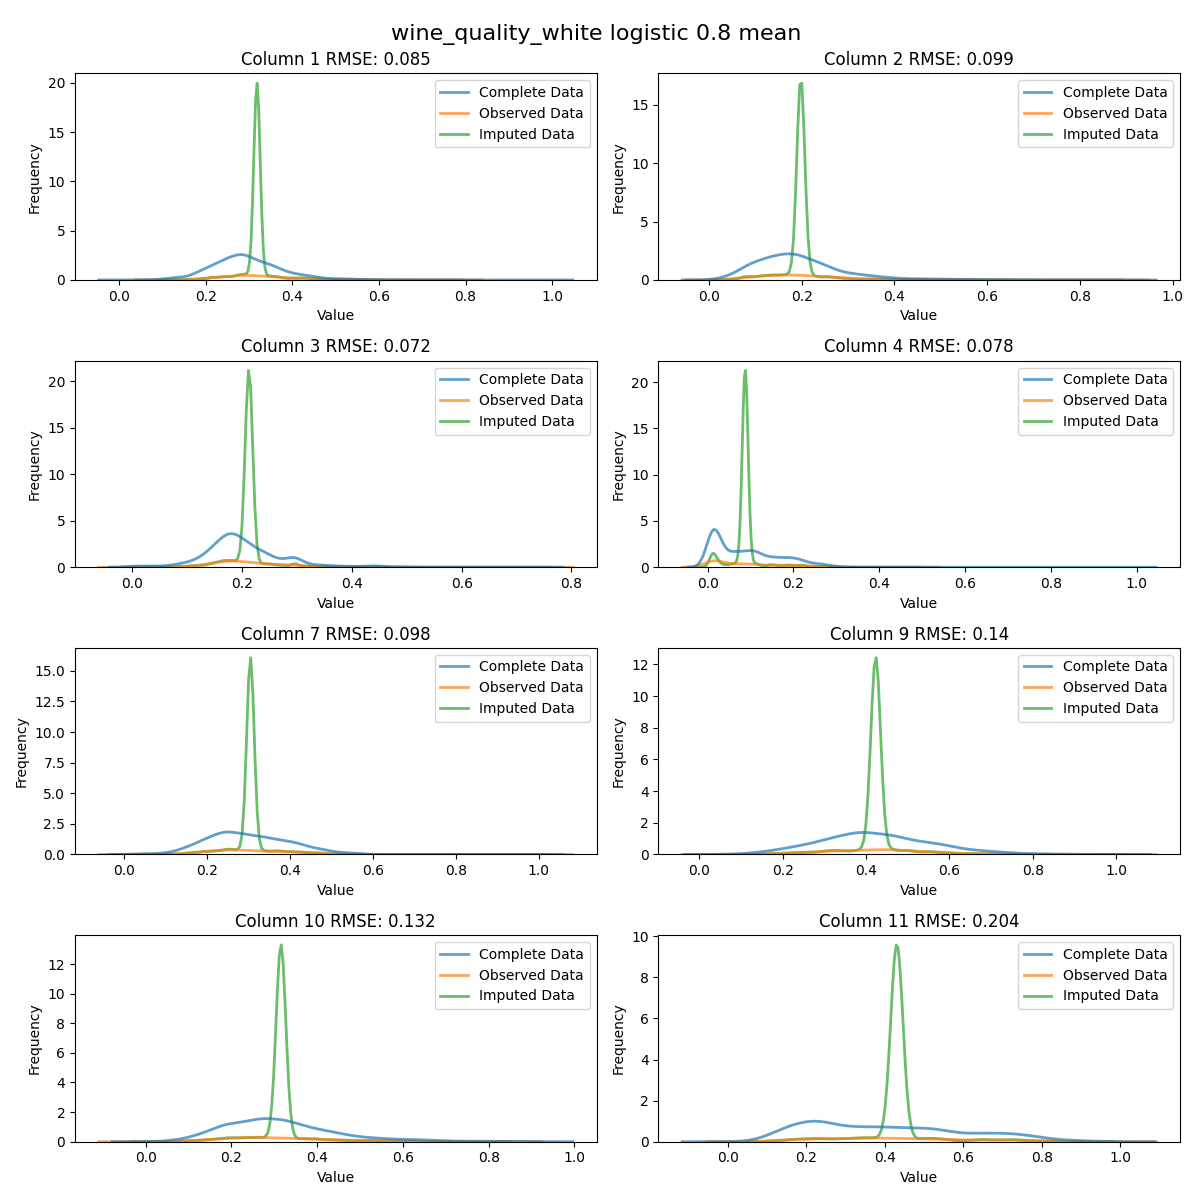 wine_quality_white logistic 0.8 mean
Column 1 RMSE: 0.085
20
15
10
5
0
Frequency
Complete Data
Observed Data
Imputed Data
0.0 0.2 0.4 0.6 0.8 1.0
Value
Column 2 RMSE: 0.099
15
10
5
0
Frequency
Complete Data
Observed Data
Imputed Data
0.0 0.2 0.4 0.6 0.8 1.0
Value
Column 3 RMSE: 0.072
20
15
10
5
0
Frequency
Complete Data
Observed Data
Imputed Data
0.0 0.2 0.4 0.6 0.8
Value
Column 4 RMSE: 0.078
20
15
10
5
0
Frequency
Complete Data
Observed Data
Imputed Data
0.0 0.2 0.4 0.6 0.8 1.0
Value
Column 7 RMSE: 0.098
15.0
12.5
10.0
7.5
5.0
2.5
0.0
Frequency
Complete Data
Observed Data
Imputed Data
0.0 0.2 0.4 0.6 0.8 1.0
Value
Column 9 RMSE: 0.14
12
10
8
6
4
2
0
Frequency
Complete Data
Observed Data
Imputed Data
0.0 0.2 0.4 0.6 0.8 1.0
Value
Column 10 RMSE: 0.132
12
10
8
6
4
2
0
Frequency
Complete Data
Observed Data
Imputed Data
0.0 0.2 0.4 0.6 0.8 1.0
Value
Column 11 RMSE: 0.204
10
8
6
4
2
0
Frequency
Complete Data
Observed Data
Imputed Data
0.0 0.2 0.4 0.6 0.8 1.0
Value